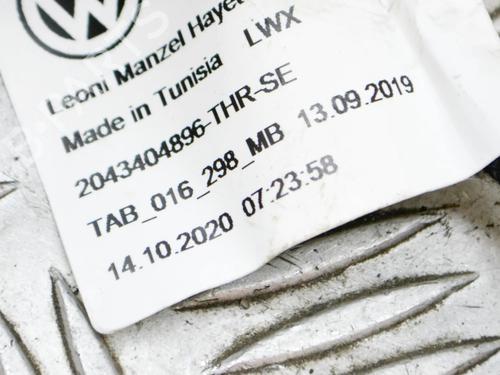 Leoni Manzel Hayet
Made in Tunisia LWX
2043404896-THR-SE
TAB_016_298_MB 13.09.2019
14.10.2020 07:23:58